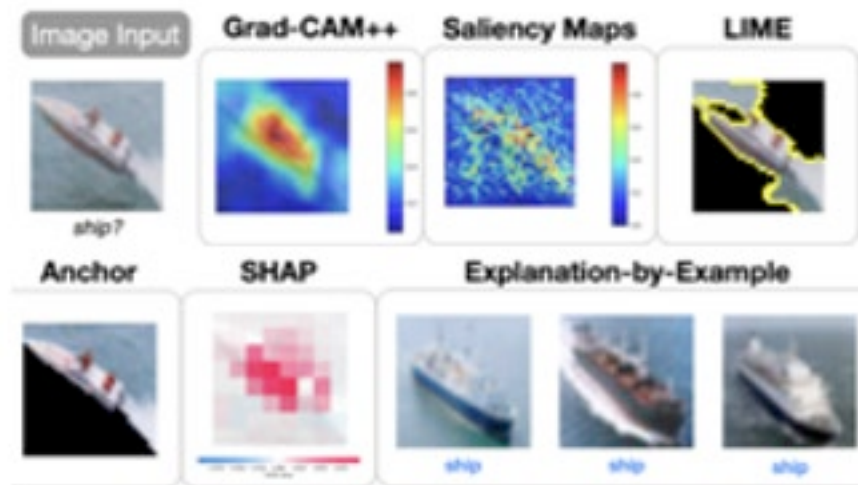 Image Input
Grad-CAM++
Saliency Maps
LIME
ship?
Anchor
SHAP
Explanation-by-Example
ship
ship
ship